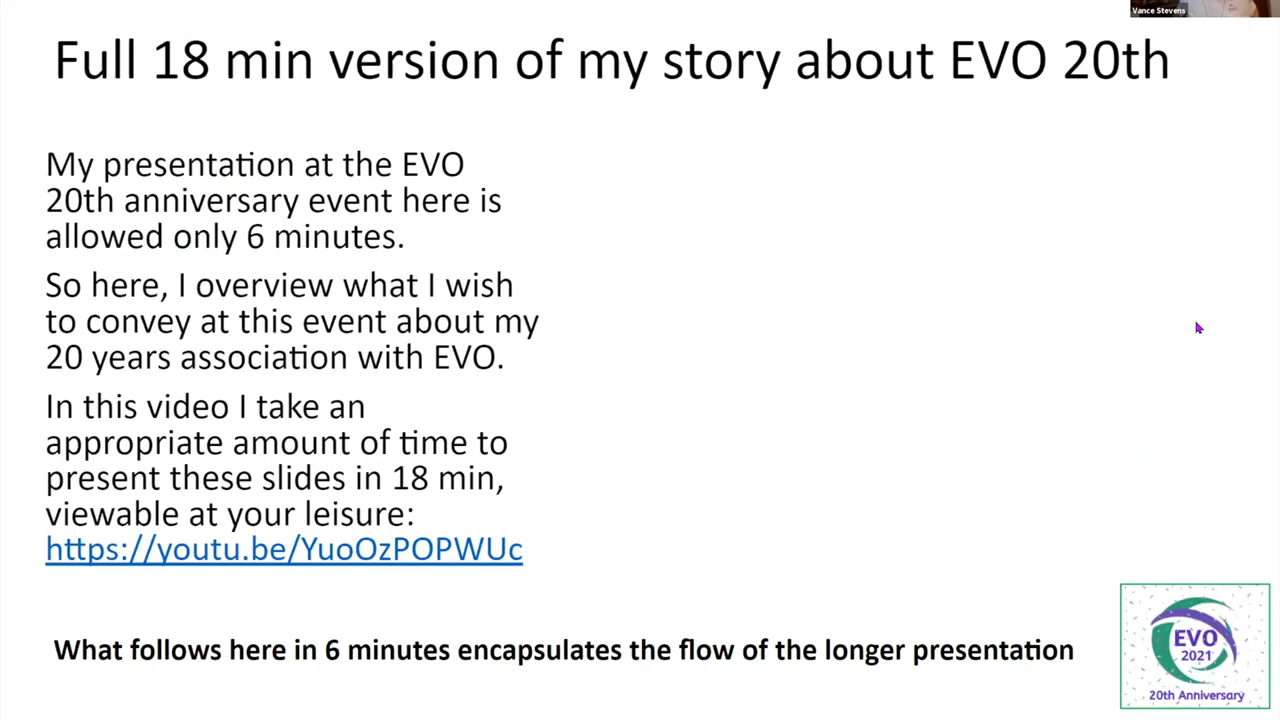 Vance Stevens
Full 18 min version of my story about EVO 20th
My presentation at the EVO
20th anniversary event here is
allowed only 6 minutes.
So here, I overview what I wish
to convey at this event about my
20 years association with EVO.
In this video I take an
appropriate amount of time to
present these slides in 18 min,
viewable at your leisure:
https://youtu.be/YuoOzPOPWUc
What follows here in 6 minutes encapsulates the flow of the longer presentation
EVO
2021
20th Anniversary